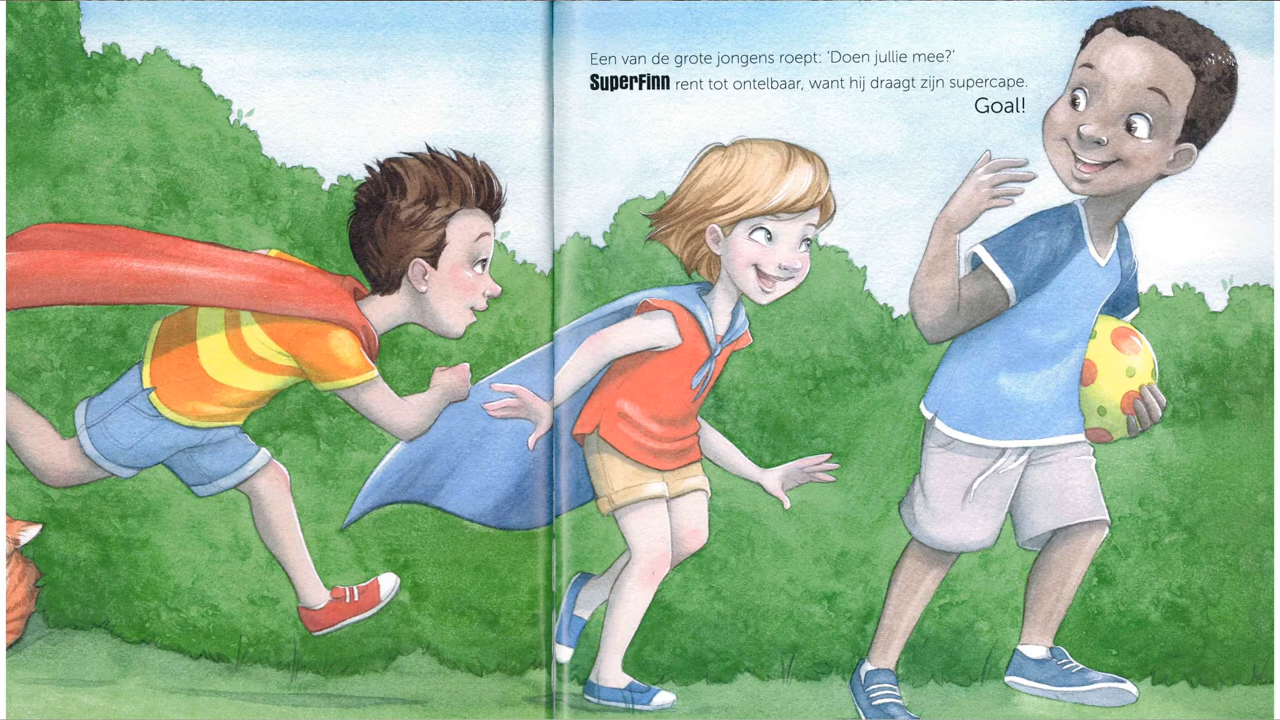 Een van de grote jongens roept: ‘Doen jullie mee?’
SuperFinn rent tot ontelbaar, want hij draagt zijn supercape.
Goal!